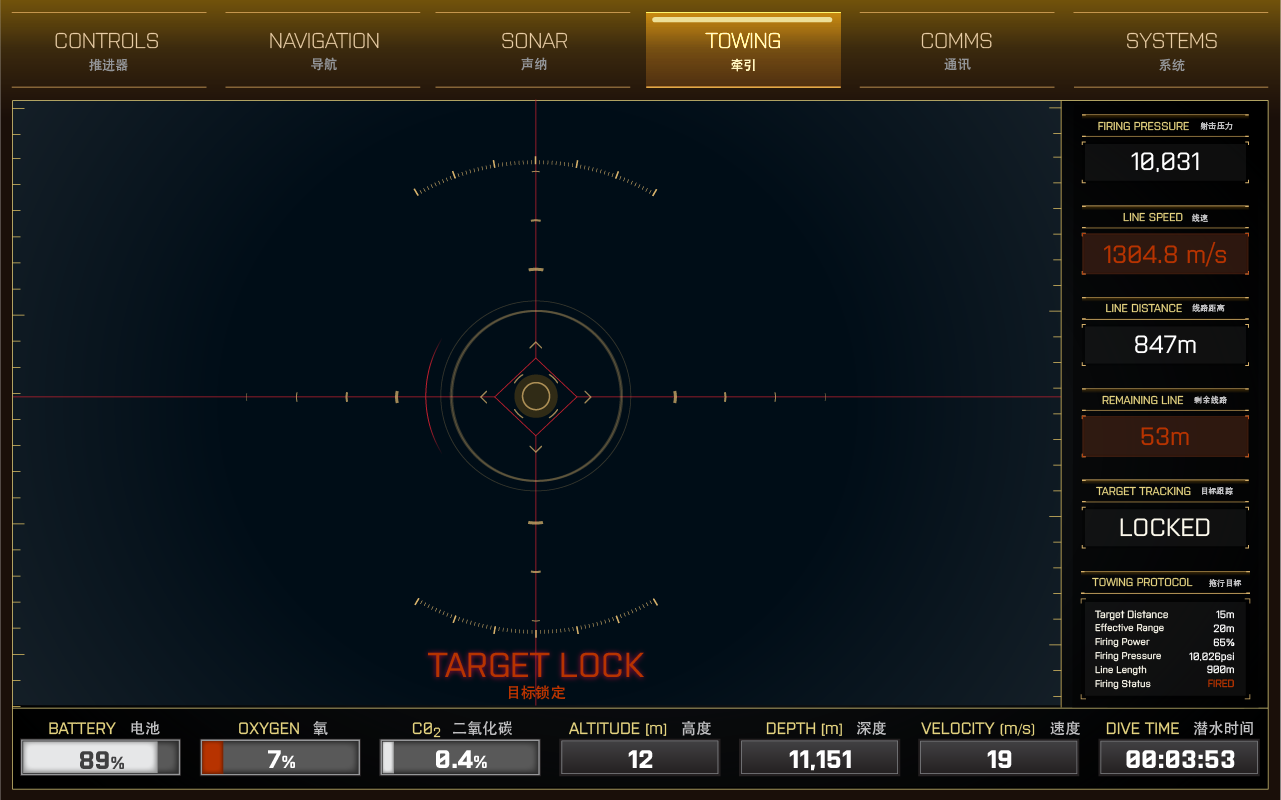 CONTROLS
推进器
NAVIGATION
导航
SONAR
声纳
TOWING
牵引
COMMS
通讯
SYSTEMS
系统
FIRING PRESSURE 射击压力
10,031
LINE SPEED 线速
1304.8 m/s
LINE DISTANCE 线路距离
847m
REMAINING LINE 剩余线路
53m
TARGET TRACKING 目标跟踪
LOCKED
TOWING PROTOCOL 拖行目标
Target Distance 15m
Effective Range 20m
Firing Power 65%
Firing Pressure 10,026psi
Line Length 900m
Firing Status FIRED
TARGET LOCK
目标锁定
BATTERY 电池
89%
OXYGEN 氧
7%
CO₂ 二氧化碳
0.4%
ALTITUDE [m] 高度
12
DEPTH [m] 深度
11,151
VELOCITY (m/s) 速度
19
DIVE TIME 潜水时间
00:03:53